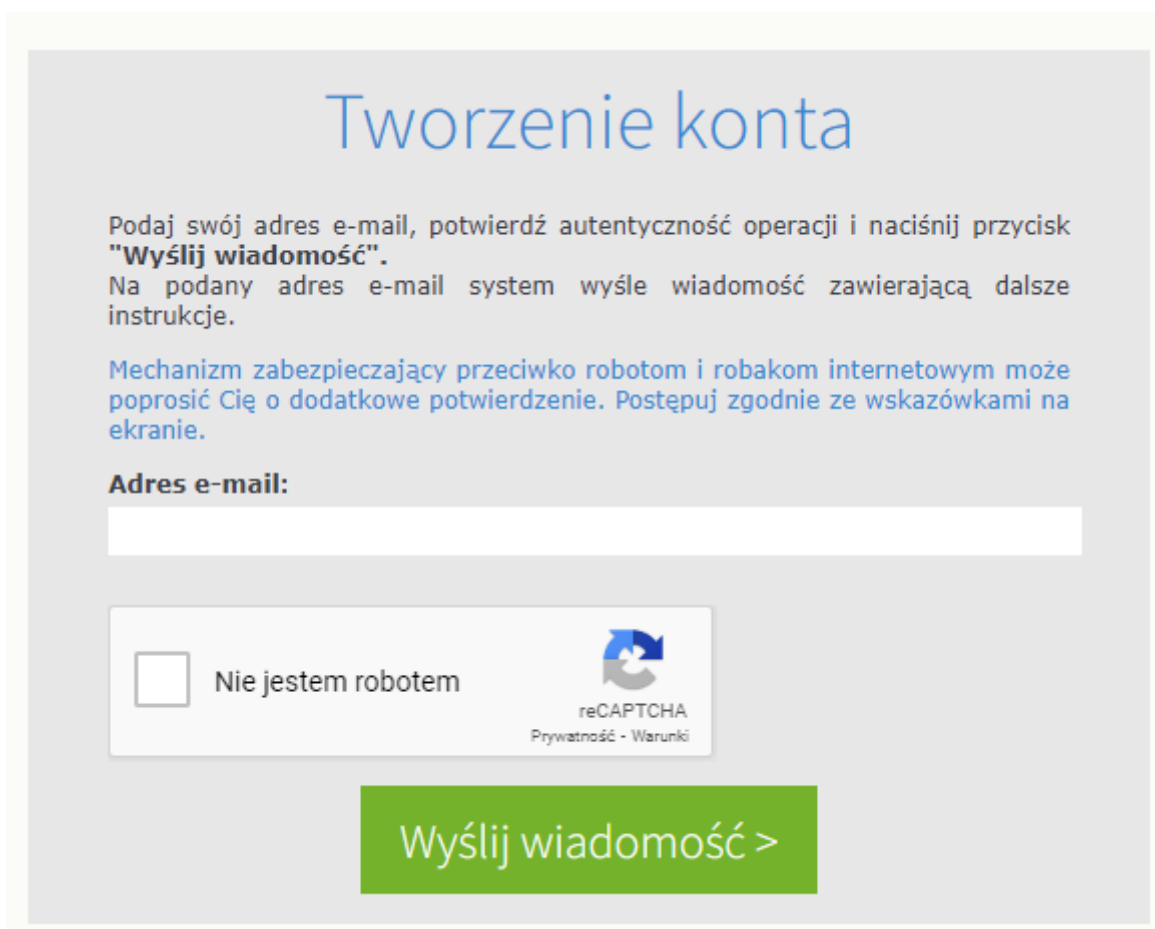 Tworzenie konta
Podaj swój adres e-mail, potwierdź autentyczność operacji i naciśnij przycisk
"Wyślij wiadomość".
Na podany adres e-mail system wyśle wiadomość zawierającą dalsze
instrukcje.
Mechanizm zabezpieczający przeciwko robotom i robakom internetowym może
poprosić Cię o dodatkowe potwierdzenie. Postępuj zgodnie ze wskazówkami na
ekranie.
Adres e-mail:
Nie jestem robotem
reCAPTCHA
Prywatność - Warunki
Wyślij wiadomość >